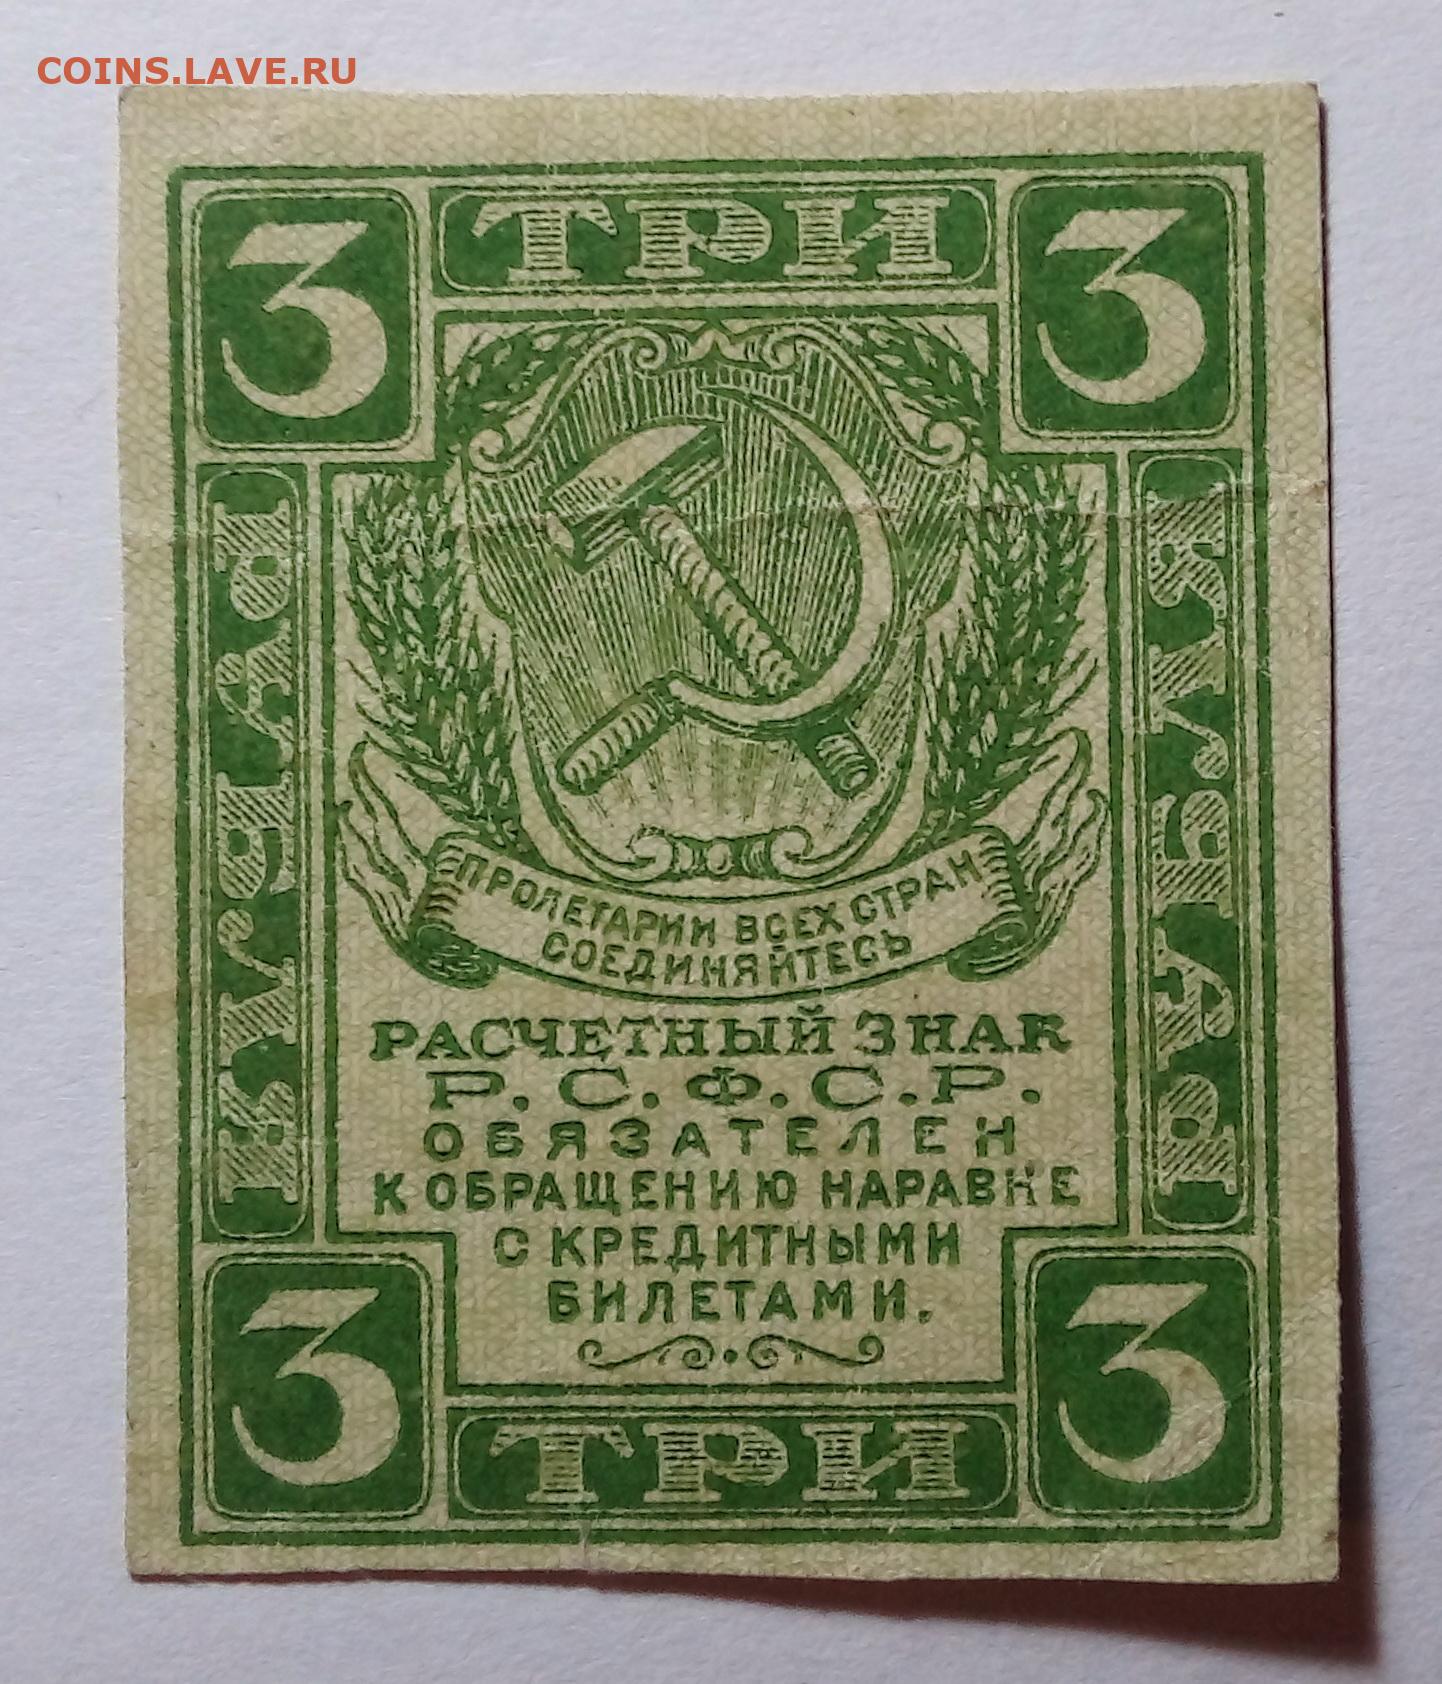 COINS.LAVE.RU
3 ТРИ 3
РУБЛЯ
РУБЛЯ
ПРОЛЕТАРИИ ВСЕХ СТРАН
СОЕДИНЯЙТЕСЬ
РАСЧЕТНЫЙ ЗНАК
Р.С.Ф.С.Р.
ОБЯЗАТЕЛЕН
К ОБРАЩЕНИЮ НАРАВНЕ
С КРЕДИТНЫМИ
БИЛЕТАМИ.
3 ТРИ 3